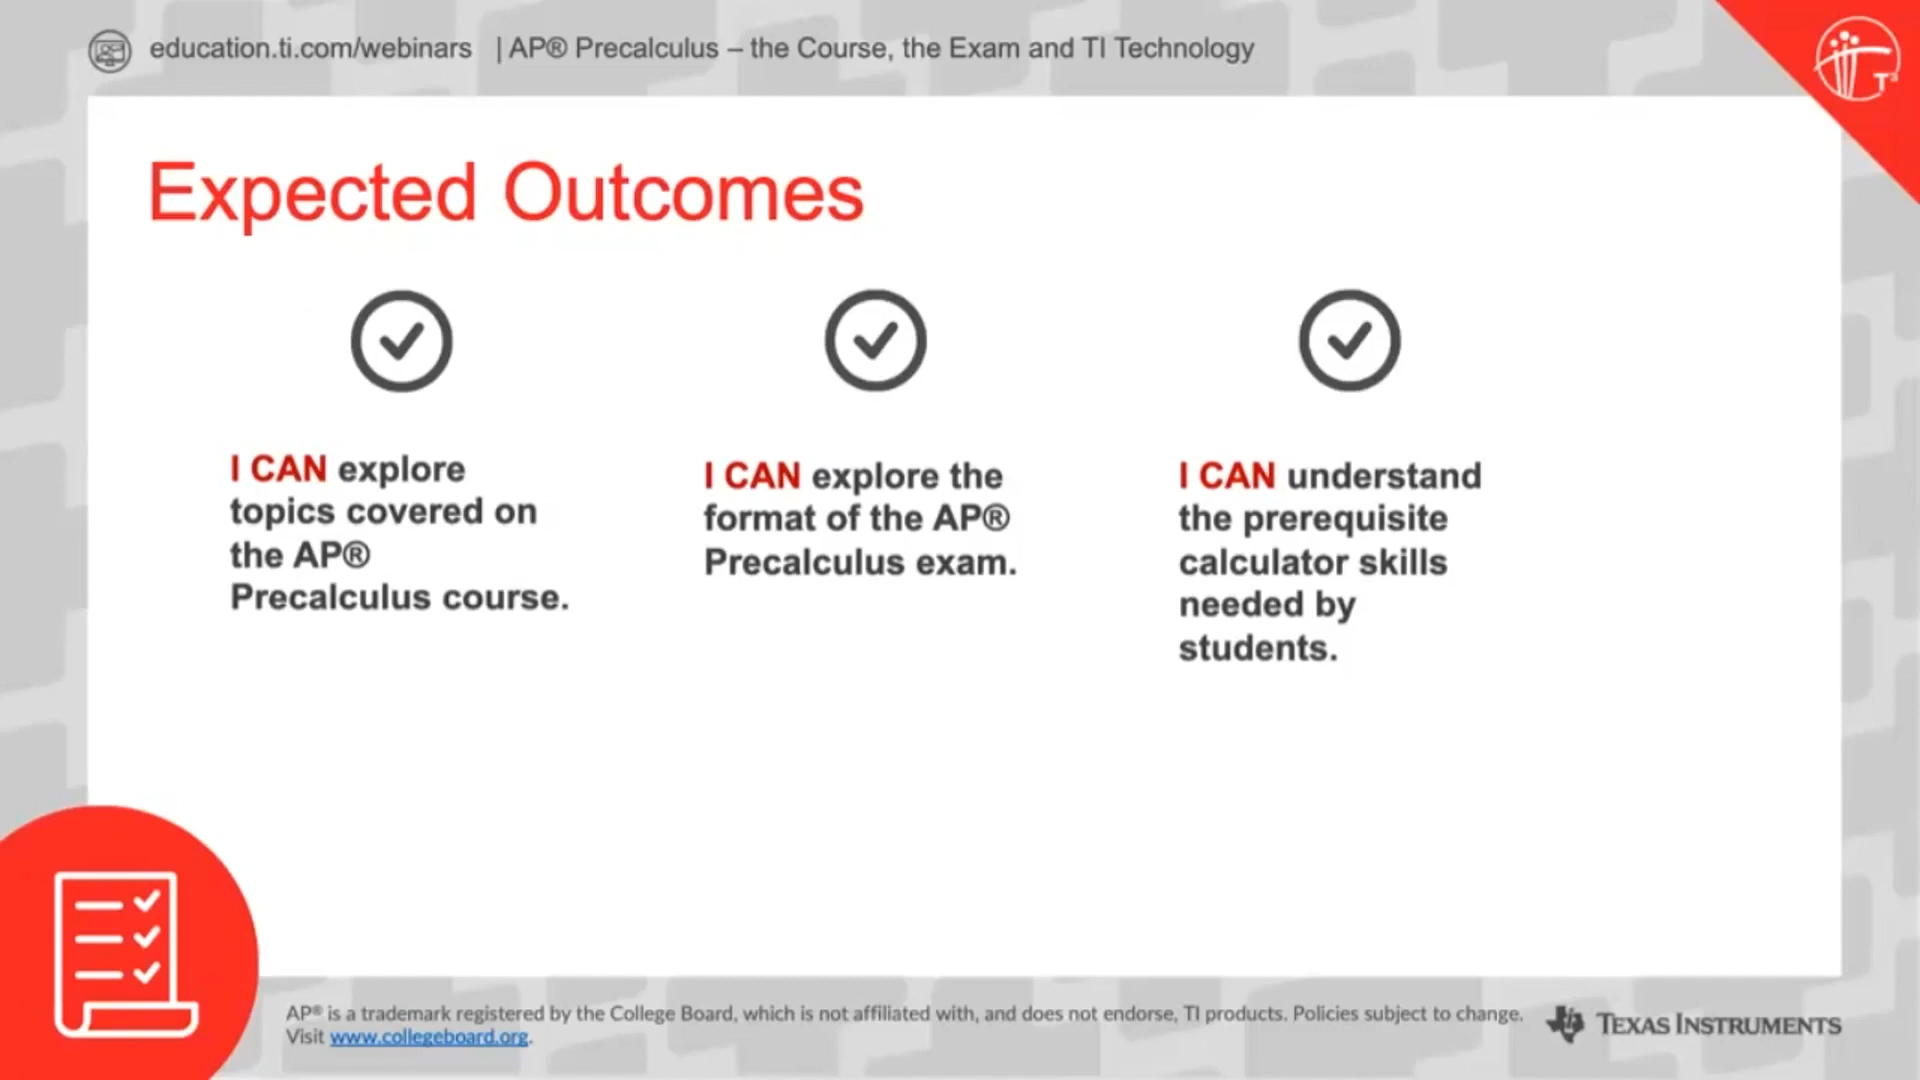 education.ti.com/webinars | AP® Precalculus – the Course, the Exam and TI Technology
T³
Expected Outcomes
I CAN explore
topics covered on
the AP®
Precalculus course.
I CAN explore the
format of the AP®
Precalculus exam.
I CAN understand
the prerequisite
calculator skills
needed by
students.
AP® is a trademark registered by the College Board, which is not affiliated with, and does not endorse, TI products. Policies subject to change.
Visit www.collegeboard.org.
TEXAS INSTRUMENTS